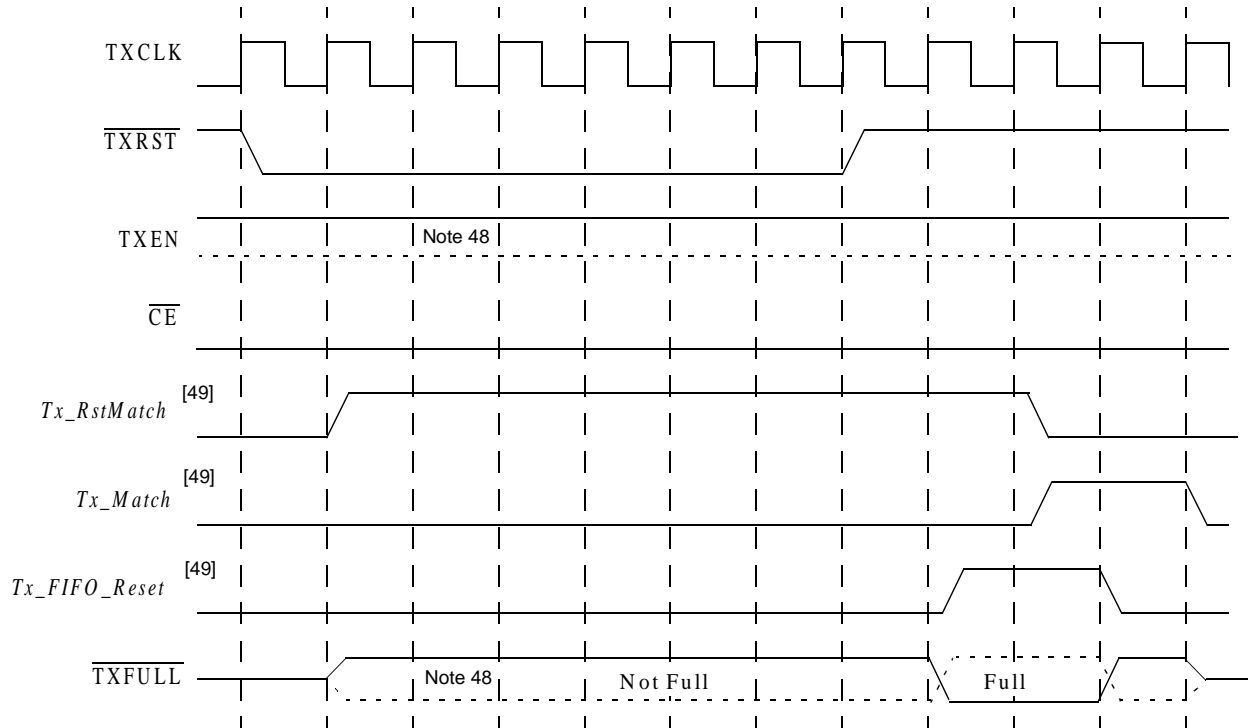 TXCLK
TXRST
TXEN
Note 48
CE
Tx_RstMatch [49]
Tx_Match [49]
Tx_FIFO_Reset [49]
TXFULL
Note 48
Not Full
Full